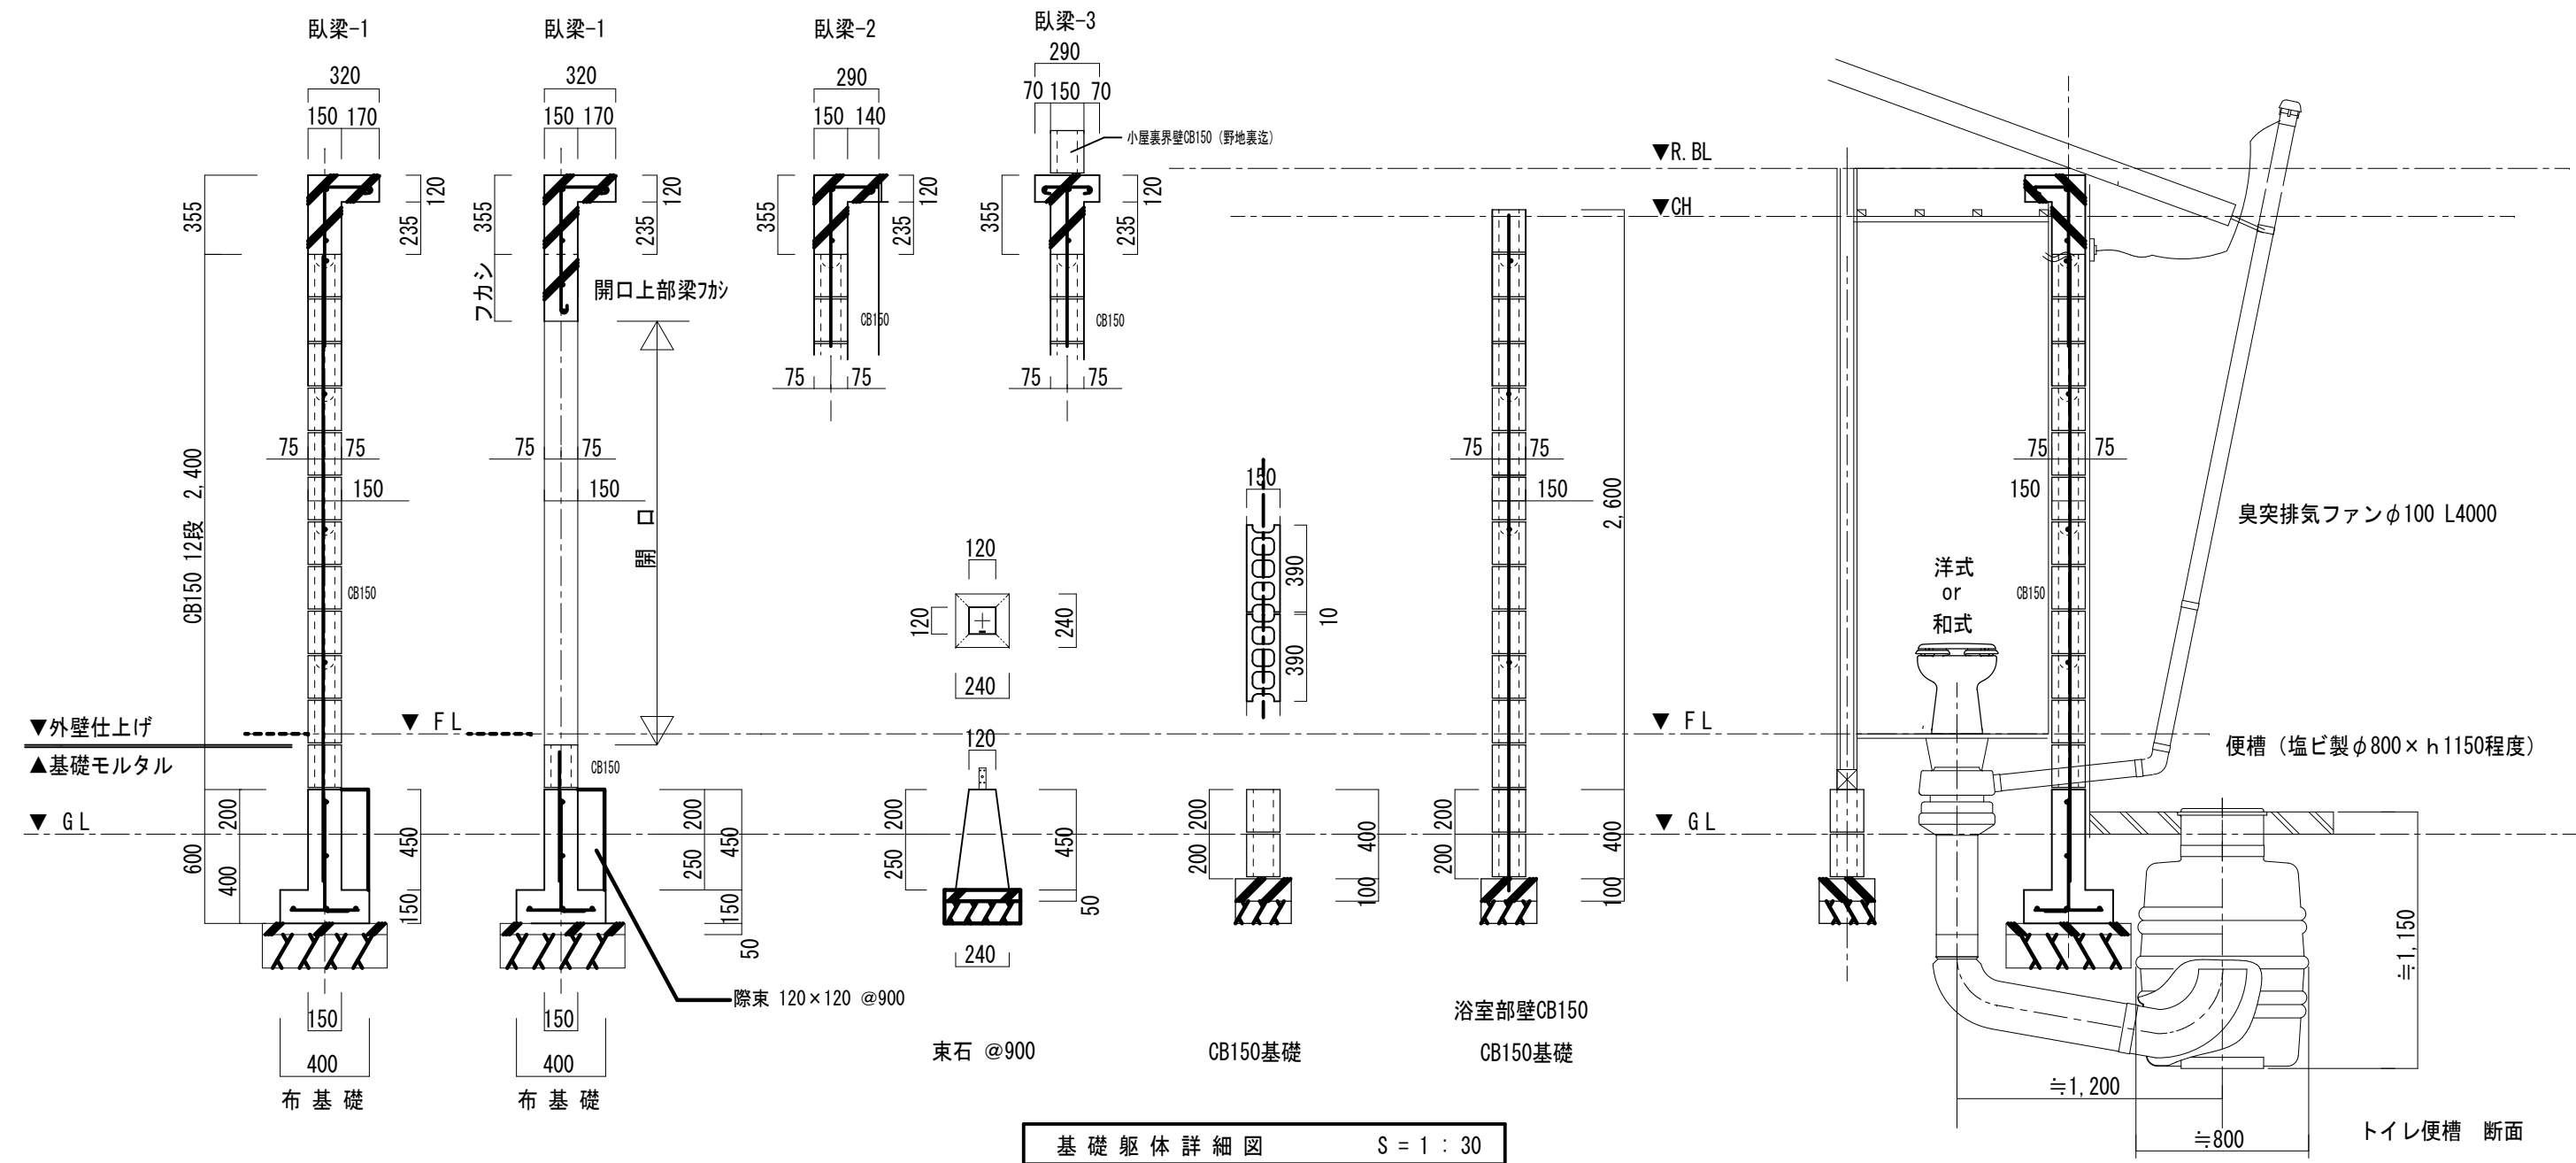 臥梁-1
臥梁-1
臥梁-2
臥梁-3
320
320
290
290
150 170
150 170
150 140
70 150 70
小屋裏界壁CB150 (野地裏迄)
▼R.BL
▼CH
355
120
235
355
120
235
355
120
235
355
120
235
フカシ
開口上部梁フカシ
CB150
CB150
75 75
75 75
CB150 12段 2,400
75 75
150
75 75
150
開口
CB150
150
390
10
390
75 75
150
2,600
75 75
150
CB150
臭突排気ファンφ100 L4000
洋式
or
和式
120
120
240
240
▼外壁仕上げ
▲基礎モルタル
▼ FL
▼ FL
CB150
便槽 (塩ビ製φ800×h1150程度)
▼ GL
▼ GL
200
600
400
450
150
200
250
450
150
50
120
200
250
450
50
240
200
200
400
100
200
200
400
100
≒1,150
際束 120×120 @900
150
400
布基礎
150
400
布基礎
束石 @900
CB150基礎
浴室部壁CB150
CB150基礎
≒1,200
≒800
トイレ便槽 断面
基礎躯体詳細図 S = 1 : 30